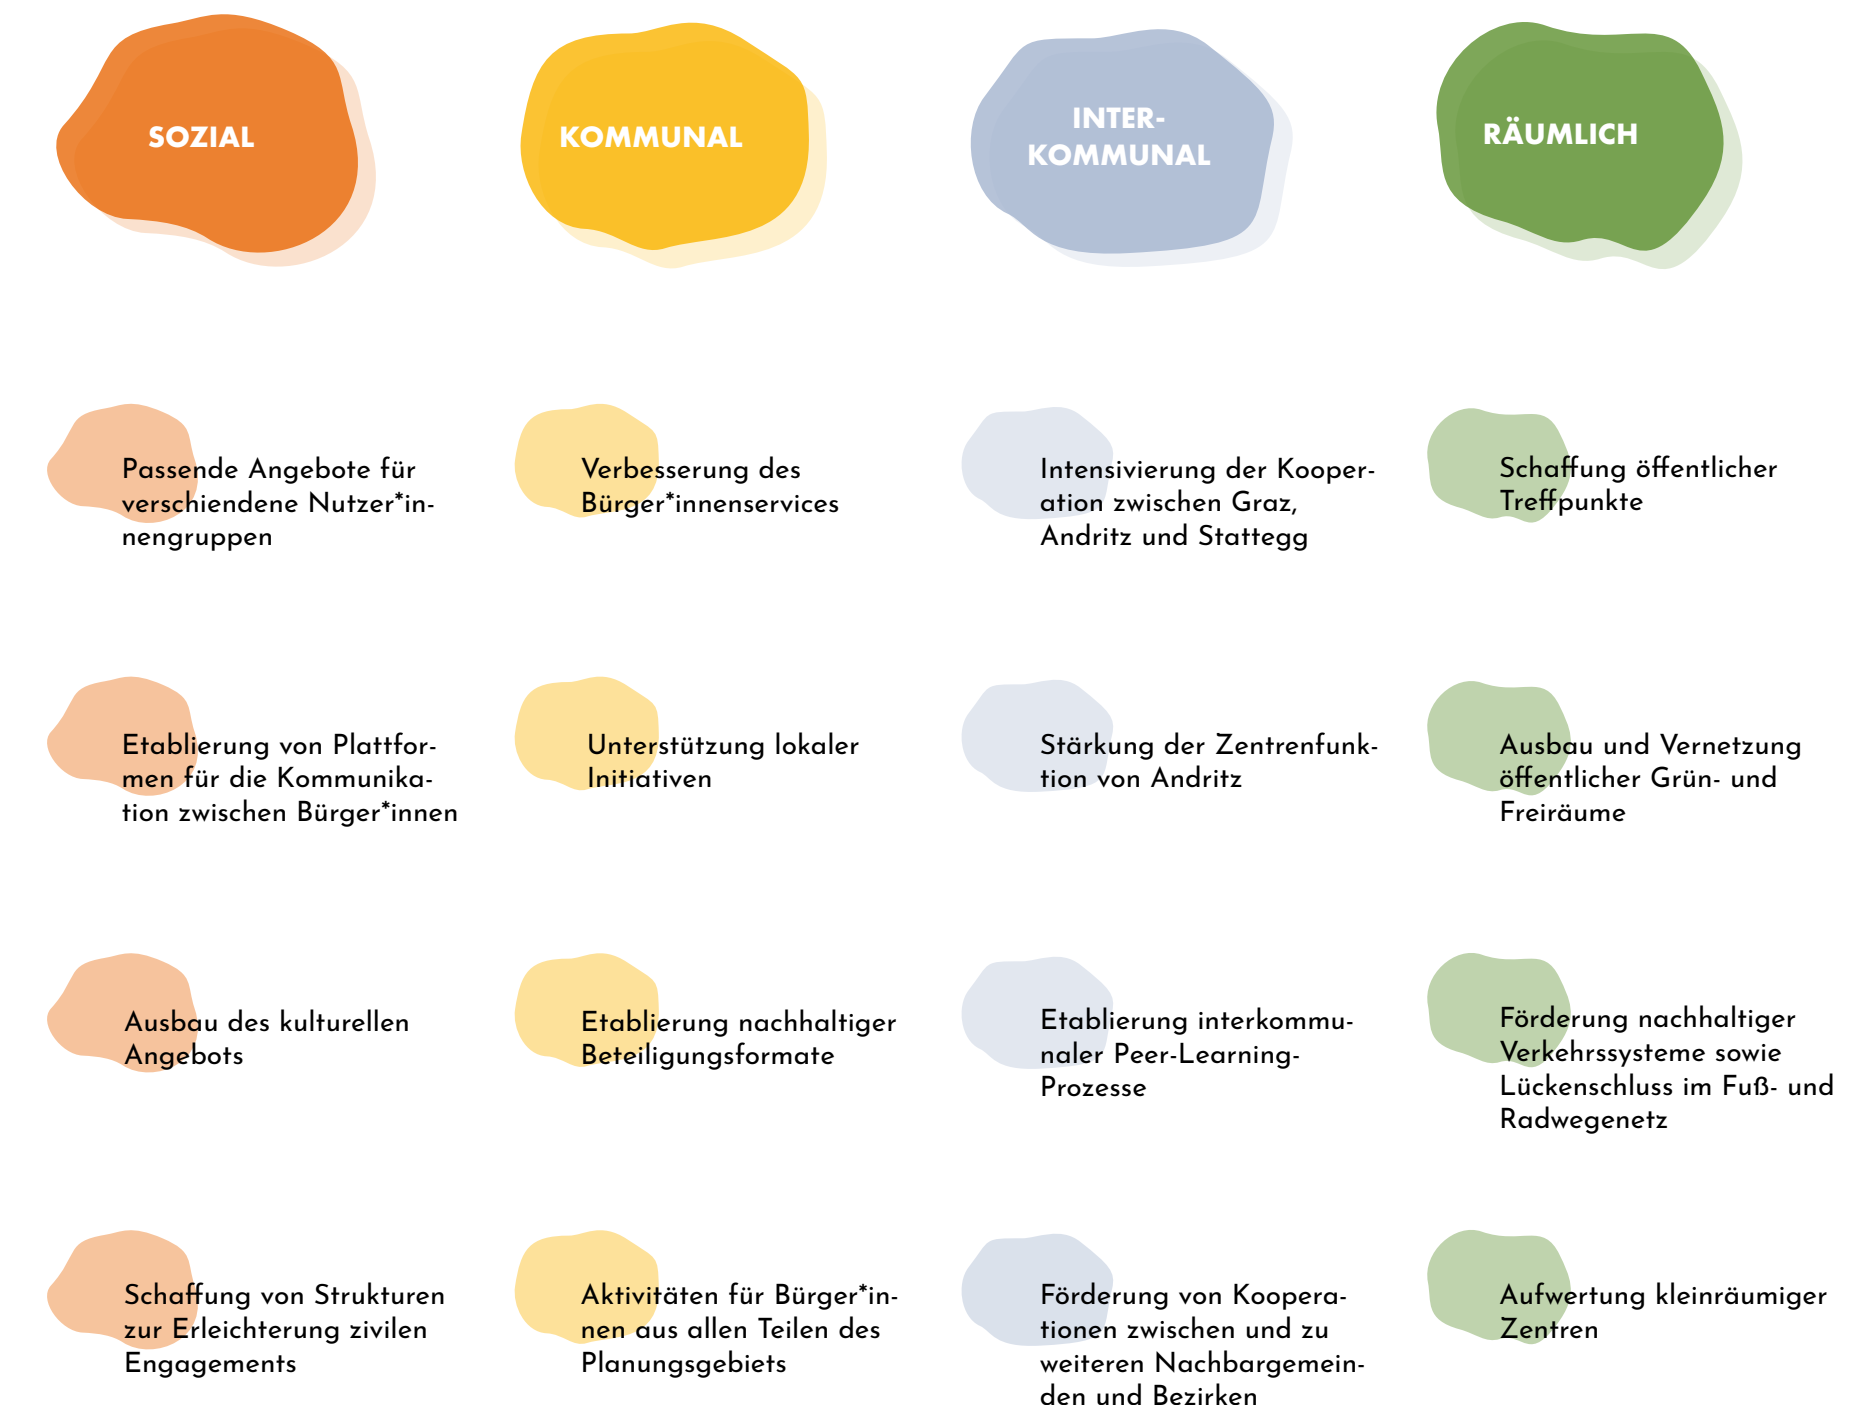 SOZIAL
KOMMUNAL
INTER-
KOMMUNAL
RÄUMLICH
Passende Angebote für
verschiendene Nutzer*in-
nengruppen
Verbesserung des
Bürger*innenservices
Intensivierung der Kooper-
ation zwischen Graz,
Andritz und Stattegg
Schaffung öffentlicher
Treffpunkte
Etablierung von Plattfor-
men für die Kommunika-
tion zwischen Bürger*innen
Unterstützung lokaler
Initiativen
Stärkung der Zentrenfunk-
tion von Andritz
Ausbau und Vernetzung
öffentlicher Grün- und
Freiräume
Ausbau des kulturellen
Angebots
Etablierung nachhaltiger
Beteiligungsformate
Etablierung interkommu-
naler Peer-Learning-
Prozesse
Förderung nachhaltiger
Verkehrssysteme sowie
Lückenschluss im Fuß- und
Radwegenetz
Schaffung von Strukturen
zur Erleichterung zivilen
Engagements
Aktivitäten für Bürger*in-
nen aus allen Teilen des
Planungsgebiets
Förderung von Koopera-
tionen zwischen und zu
weiteren Nachbargemein-
den und Bezirken
Aufwertung kleinräumiger
Zentren